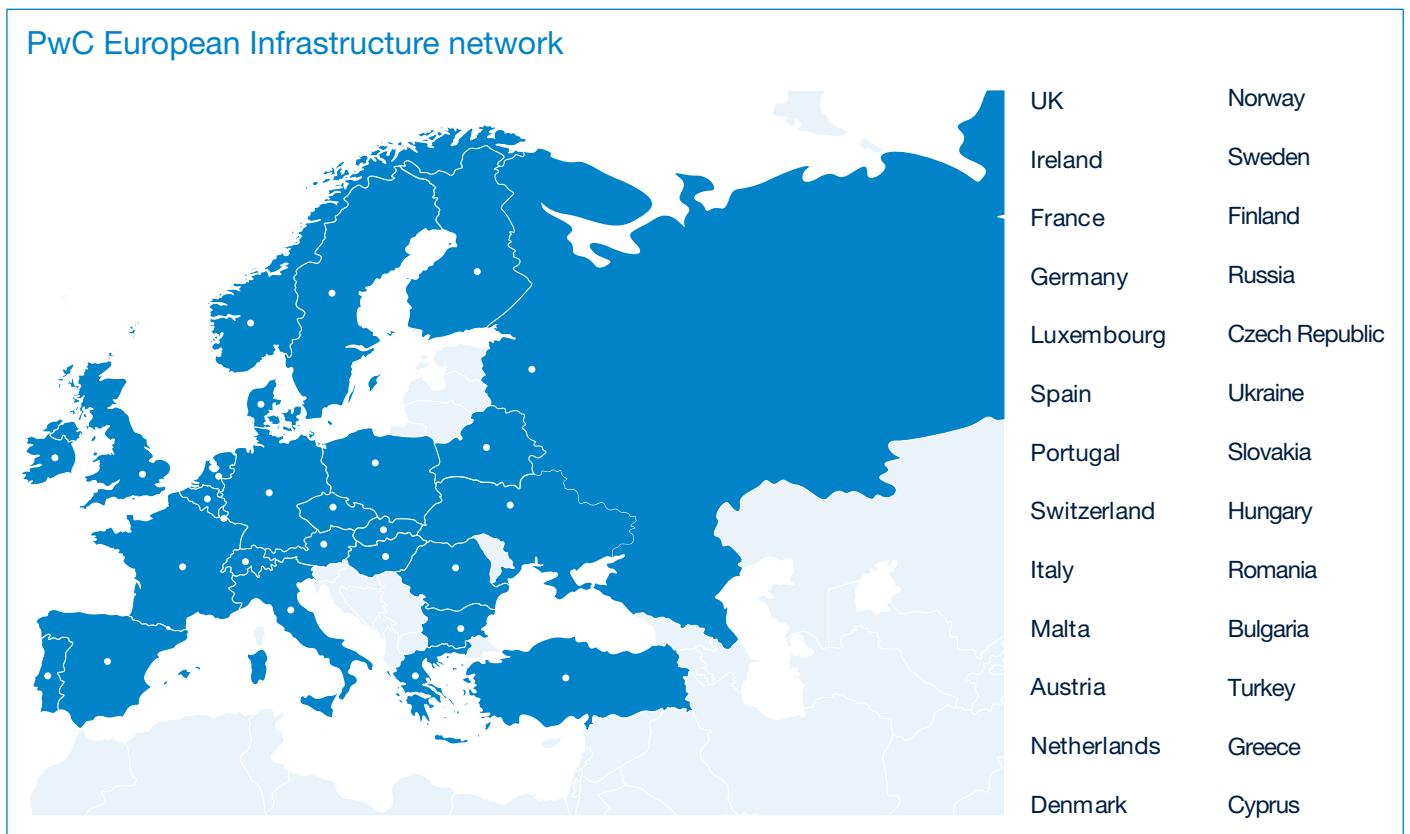 PwC European Infrastructure network
UK
Ireland
France
Germany
Luxembourg
Spain
Portugal
Switzerland
Italy
Malta
Austria
Netherlands
Denmark
Norway
Sweden
Finland
Russia
Czech Republic
Ukraine
Slovakia
Hungary
Romania
Bulgaria
Turkey
Greece
Cyprus